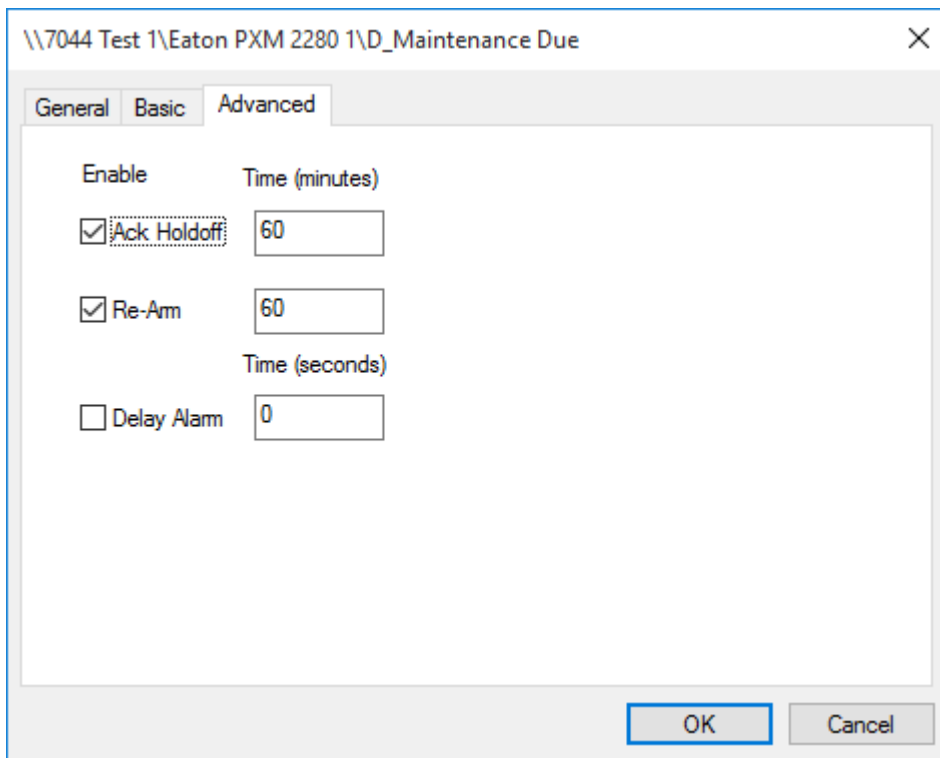 \\7044 Test 1\Eaton PXM 2280 1\D_Maintenance Due
General Basic Advanced
Enable Time (minutes)
Ack Holdoff 60
Re-Arm 60
Time (seconds)
Delay Alarm 0
OK Cancel